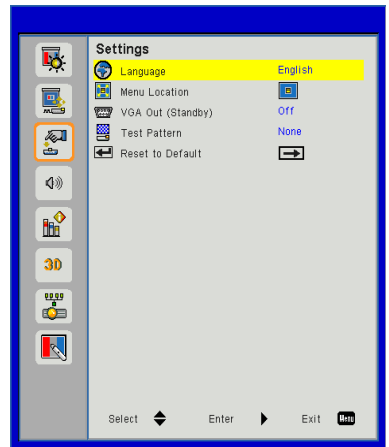 Settings
Language English
Menu Location
VGA Out (Standby) Off
Test Pattern None
Reset to Default
3D
Select Enter Exit Menu